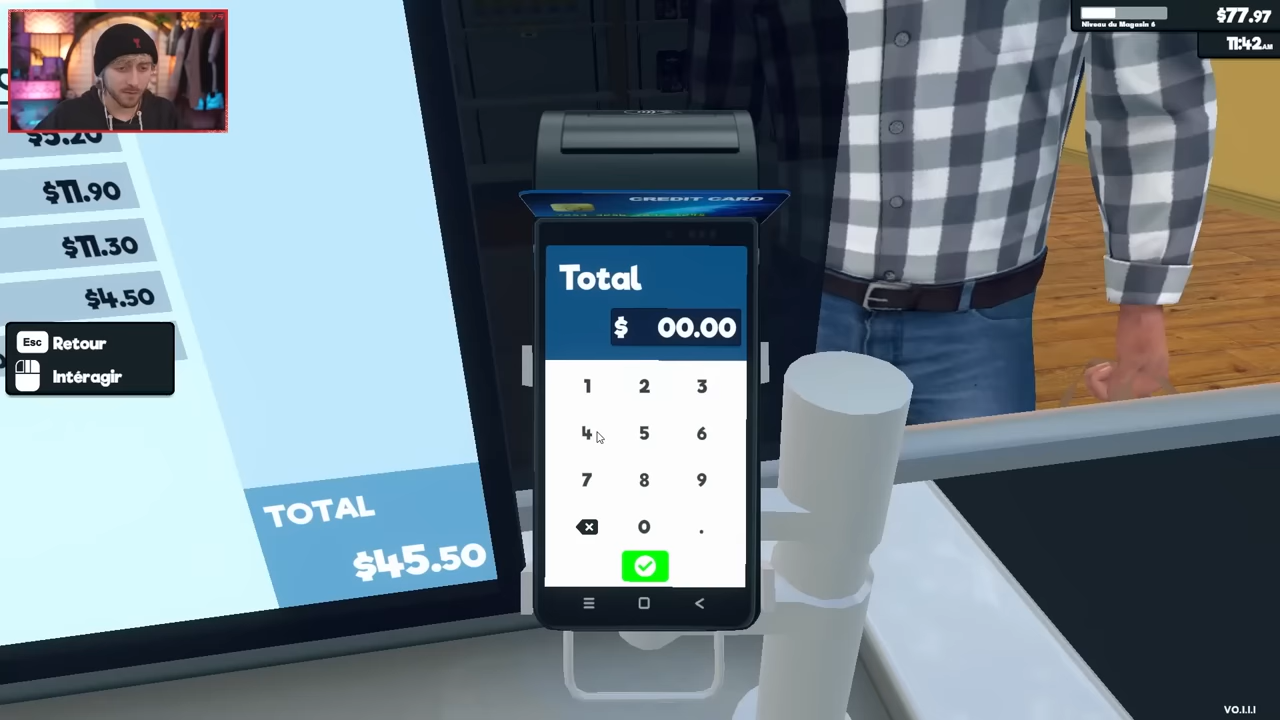 $77.97
Niveau du Magasin 6
11:42AM
$5.20
$11.90
$11.30
$4.50
Esc Retour
Intéragir
TOTAL
$45.50
CREDIT CARD
Total
$ 00.00
1 2 3
4 5 6
7 8 9
0 .
V0.1.1.1